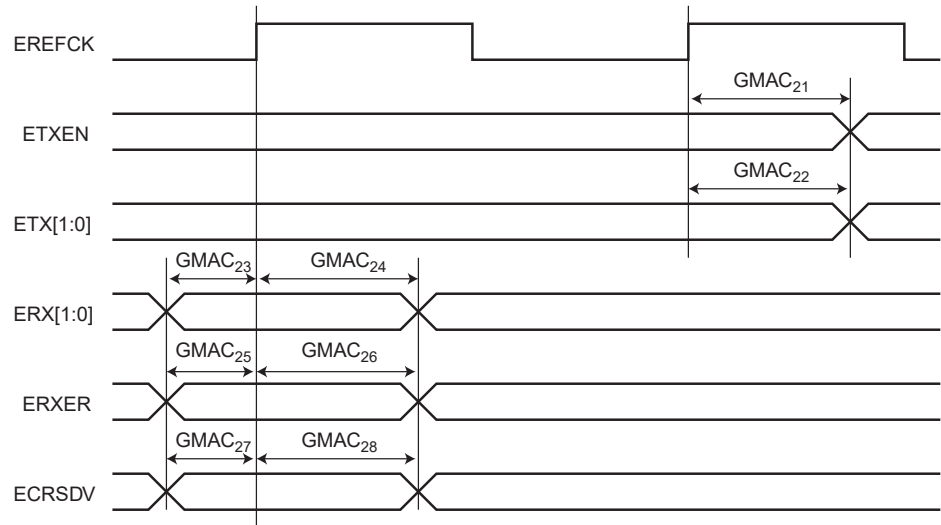 EREFCK
GMAC21
ETXEN
GMAC22
ETX[1:0]
GMAC23 GMAC24
ERX[1:0]
GMAC25 GMAC26
ERXER
GMAC27 GMAC28
ECRSDV